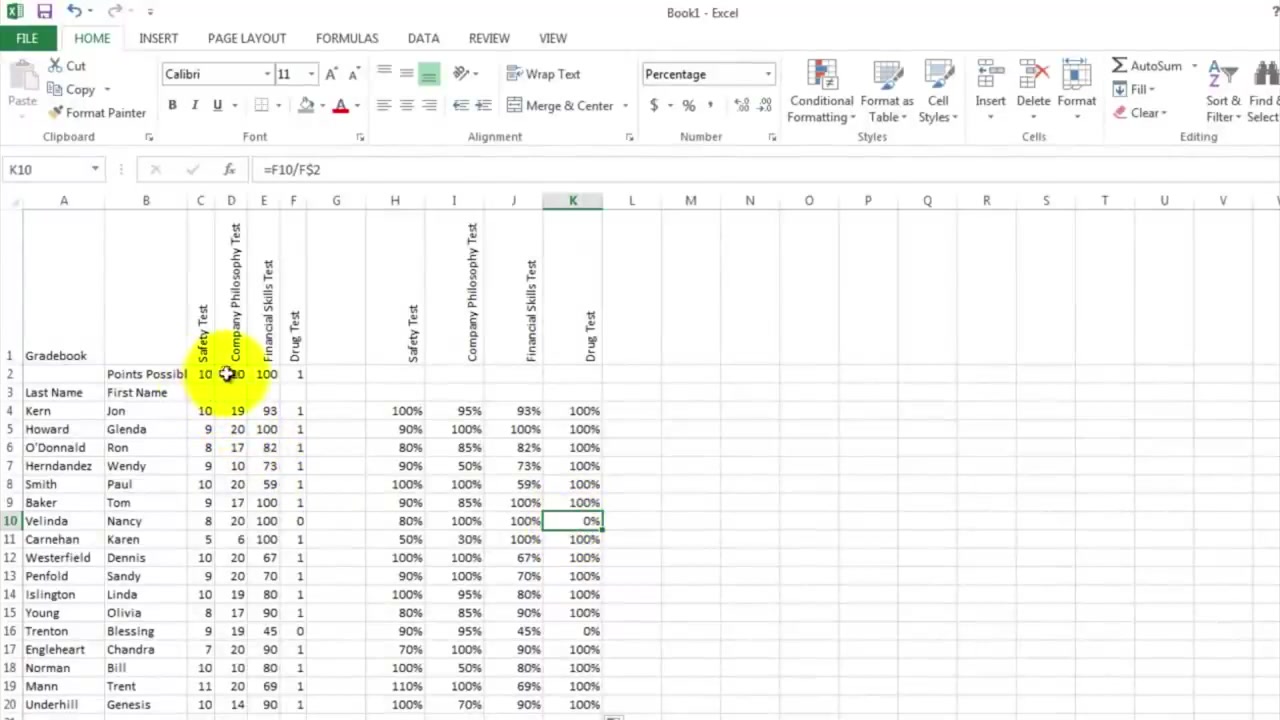 Book1 - Excel
?
FILE HOME INSERT PAGE LAYOUT FORMULAS DATA REVIEW VIEW
Paste
Cut
Copy
Format Painter
Clipboard
Calibri 11
B I U
Font
Wrap Text
Merge & Center
Alignment
Percentage
$ % ,
Number
Conditional Formatting
Format as Table
Cell Styles
Styles
Insert Delete Format
Cells
AutoSum
Fill
Clear
Sort & Filter
Find Selec
Editing
K10 fx =F10/F$2
A B C D E F G H I J K L M N O P Q R S T U V
1 Gradebook Safety Test Company Philosophy Test Financial Skills Test Drug Test Safety Test Company Philosophy Test Financial Skills Test Drug Test
2 Points Possibl 10 100 1
3 Last Name First Name
4 Kern Jon 10 19 93 1 100% 95% 93% 100%
5 Howard Glenda 9 20 100 1 90% 100% 100% 100%
6 O'Donnald Ron 8 17 82 1 80% 85% 82% 100%
7 Herndandez Wendy 9 10 73 1 90% 50% 73% 100%
8 Smith Paul 10 20 59 1 100% 100% 59% 100%
9 Baker Tom 9 17 100 1 90% 85% 100% 100%
10 Velinda Nancy 8 20 100 0 80% 100% 100% 0%
11 Carnehan Karen 5 6 100 1 50% 30% 100% 100%
12 Westerfield Dennis 10 20 67 1 100% 100% 67% 100%
13 Penfold Sandy 9 20 70 1 90% 100% 70% 100%
14 Islington Linda 10 19 80 1 100% 95% 80% 100%
15 Young Olivia 8 17 90 1 80% 85% 90% 100%
16 Trenton Blessing 9 19 45 0 90% 95% 45% 0%
17 Engleheart Chandra 7 20 90 1 70% 100% 90% 100%
18 Norman Bill 10 10 80 1 100% 50% 80% 100%
19 Mann Trent 11 20 69 1 110% 100% 69% 100%
20 Underhill Genesis 10 14 90 1 100% 70% 90% 100%